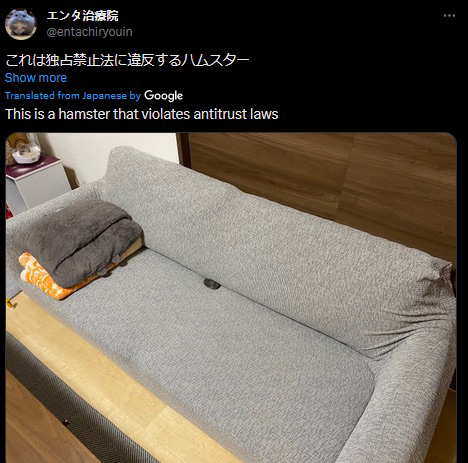 エンタ治療院
@entachiryouin
これは独占禁止法に違反するハムスター
Show more
Translated from Japanese by Google
This is a hamster that violates antitrust laws